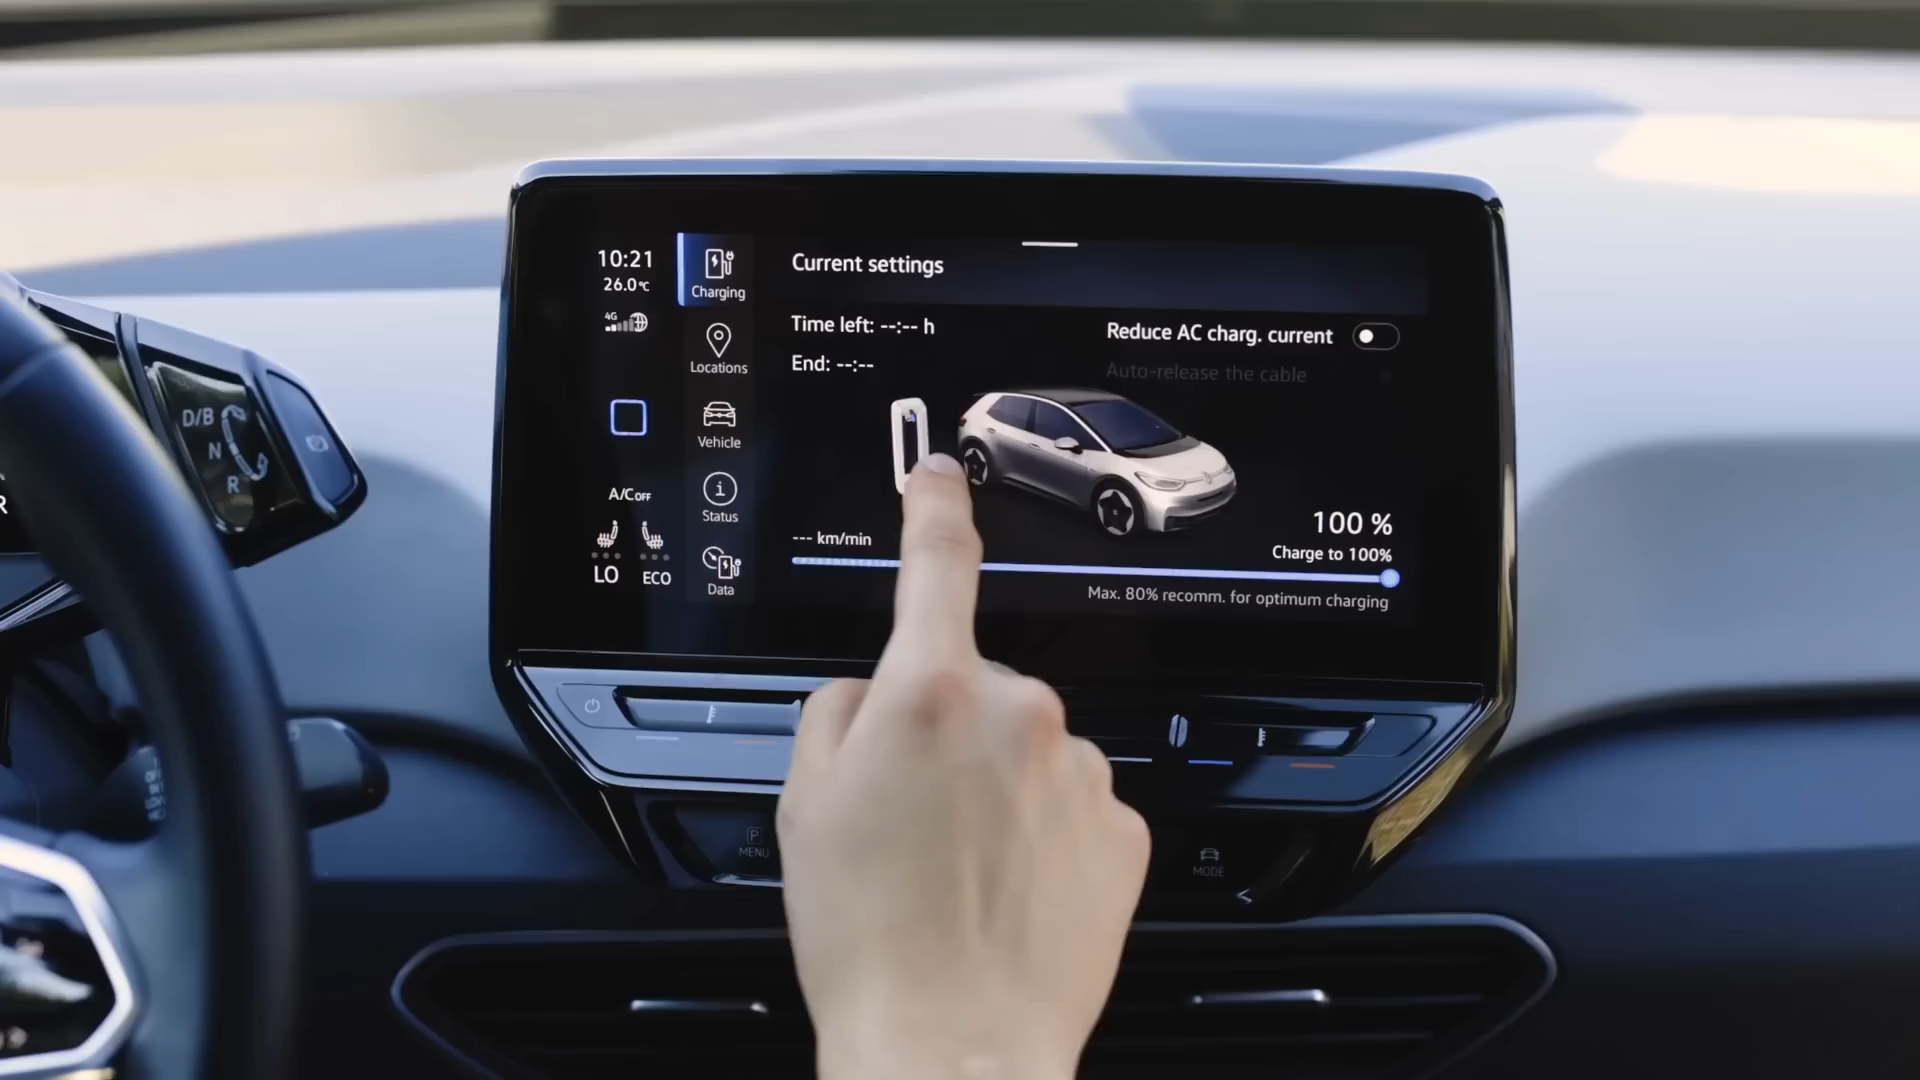 10:21
26.0°C
4G
A/C OFF
LO
ECO
Charging
Locations
Vehicle
Status
Data
Current settings
Time left: --:-- h
End: --:--
Reduce AC charg. current
Auto-release the cable
--- km/min
100 %
Charge to 100%
Max. 80% recomm. for optimum charging
D/B
N
R
R
P
MENU
MODE